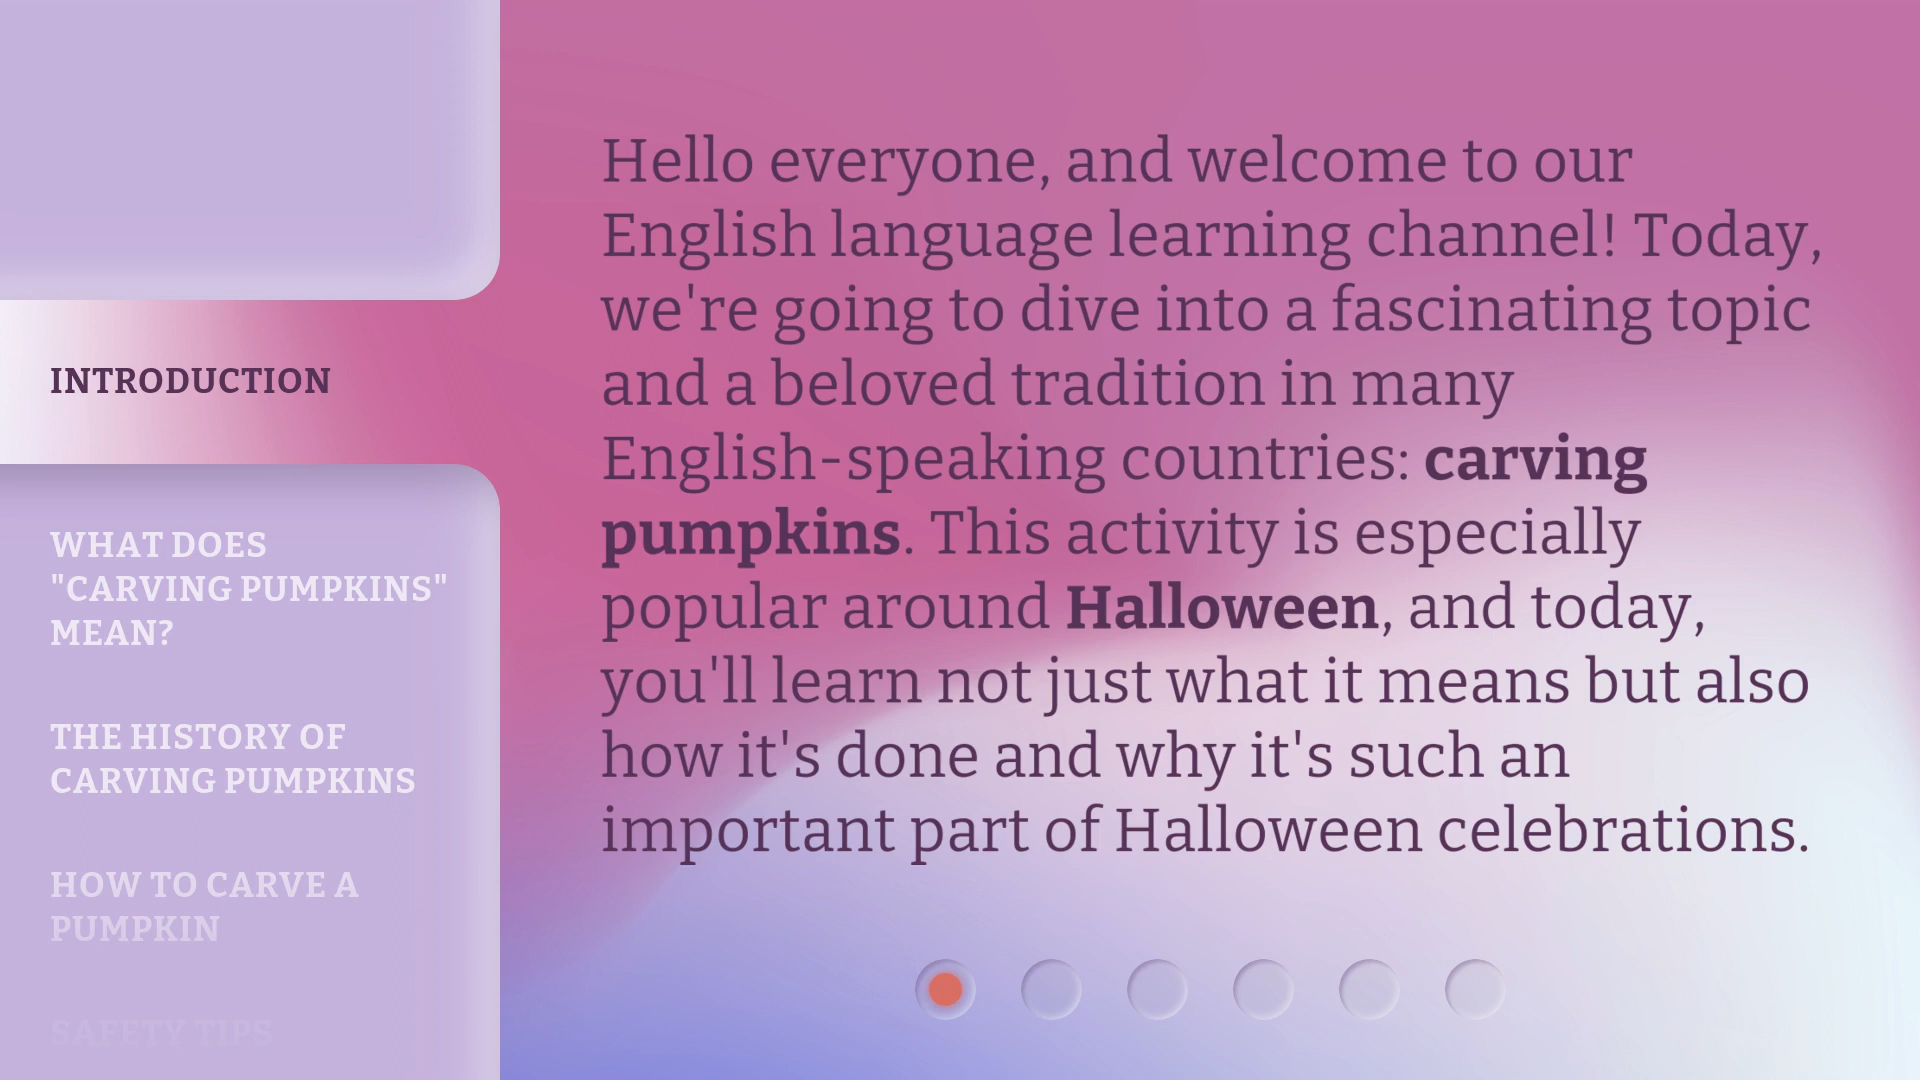 INTRODUCTION
WHAT DOES
"CARVING PUMPKINS"
MEAN?
THE HISTORY OF
CARVING PUMPKINS
HOW TO CARVE A
PUMPKIN
SAFETY TIPS
Hello everyone, and welcome to our
English language learning channel! Today,
we're going to dive into a fascinating topic
and a beloved tradition in many
English-speaking countries: carving
pumpkins. This activity is especially
popular around Halloween, and today,
you'll learn not just what it means but also
how it's done and why it's such an
important part of Halloween celebrations.